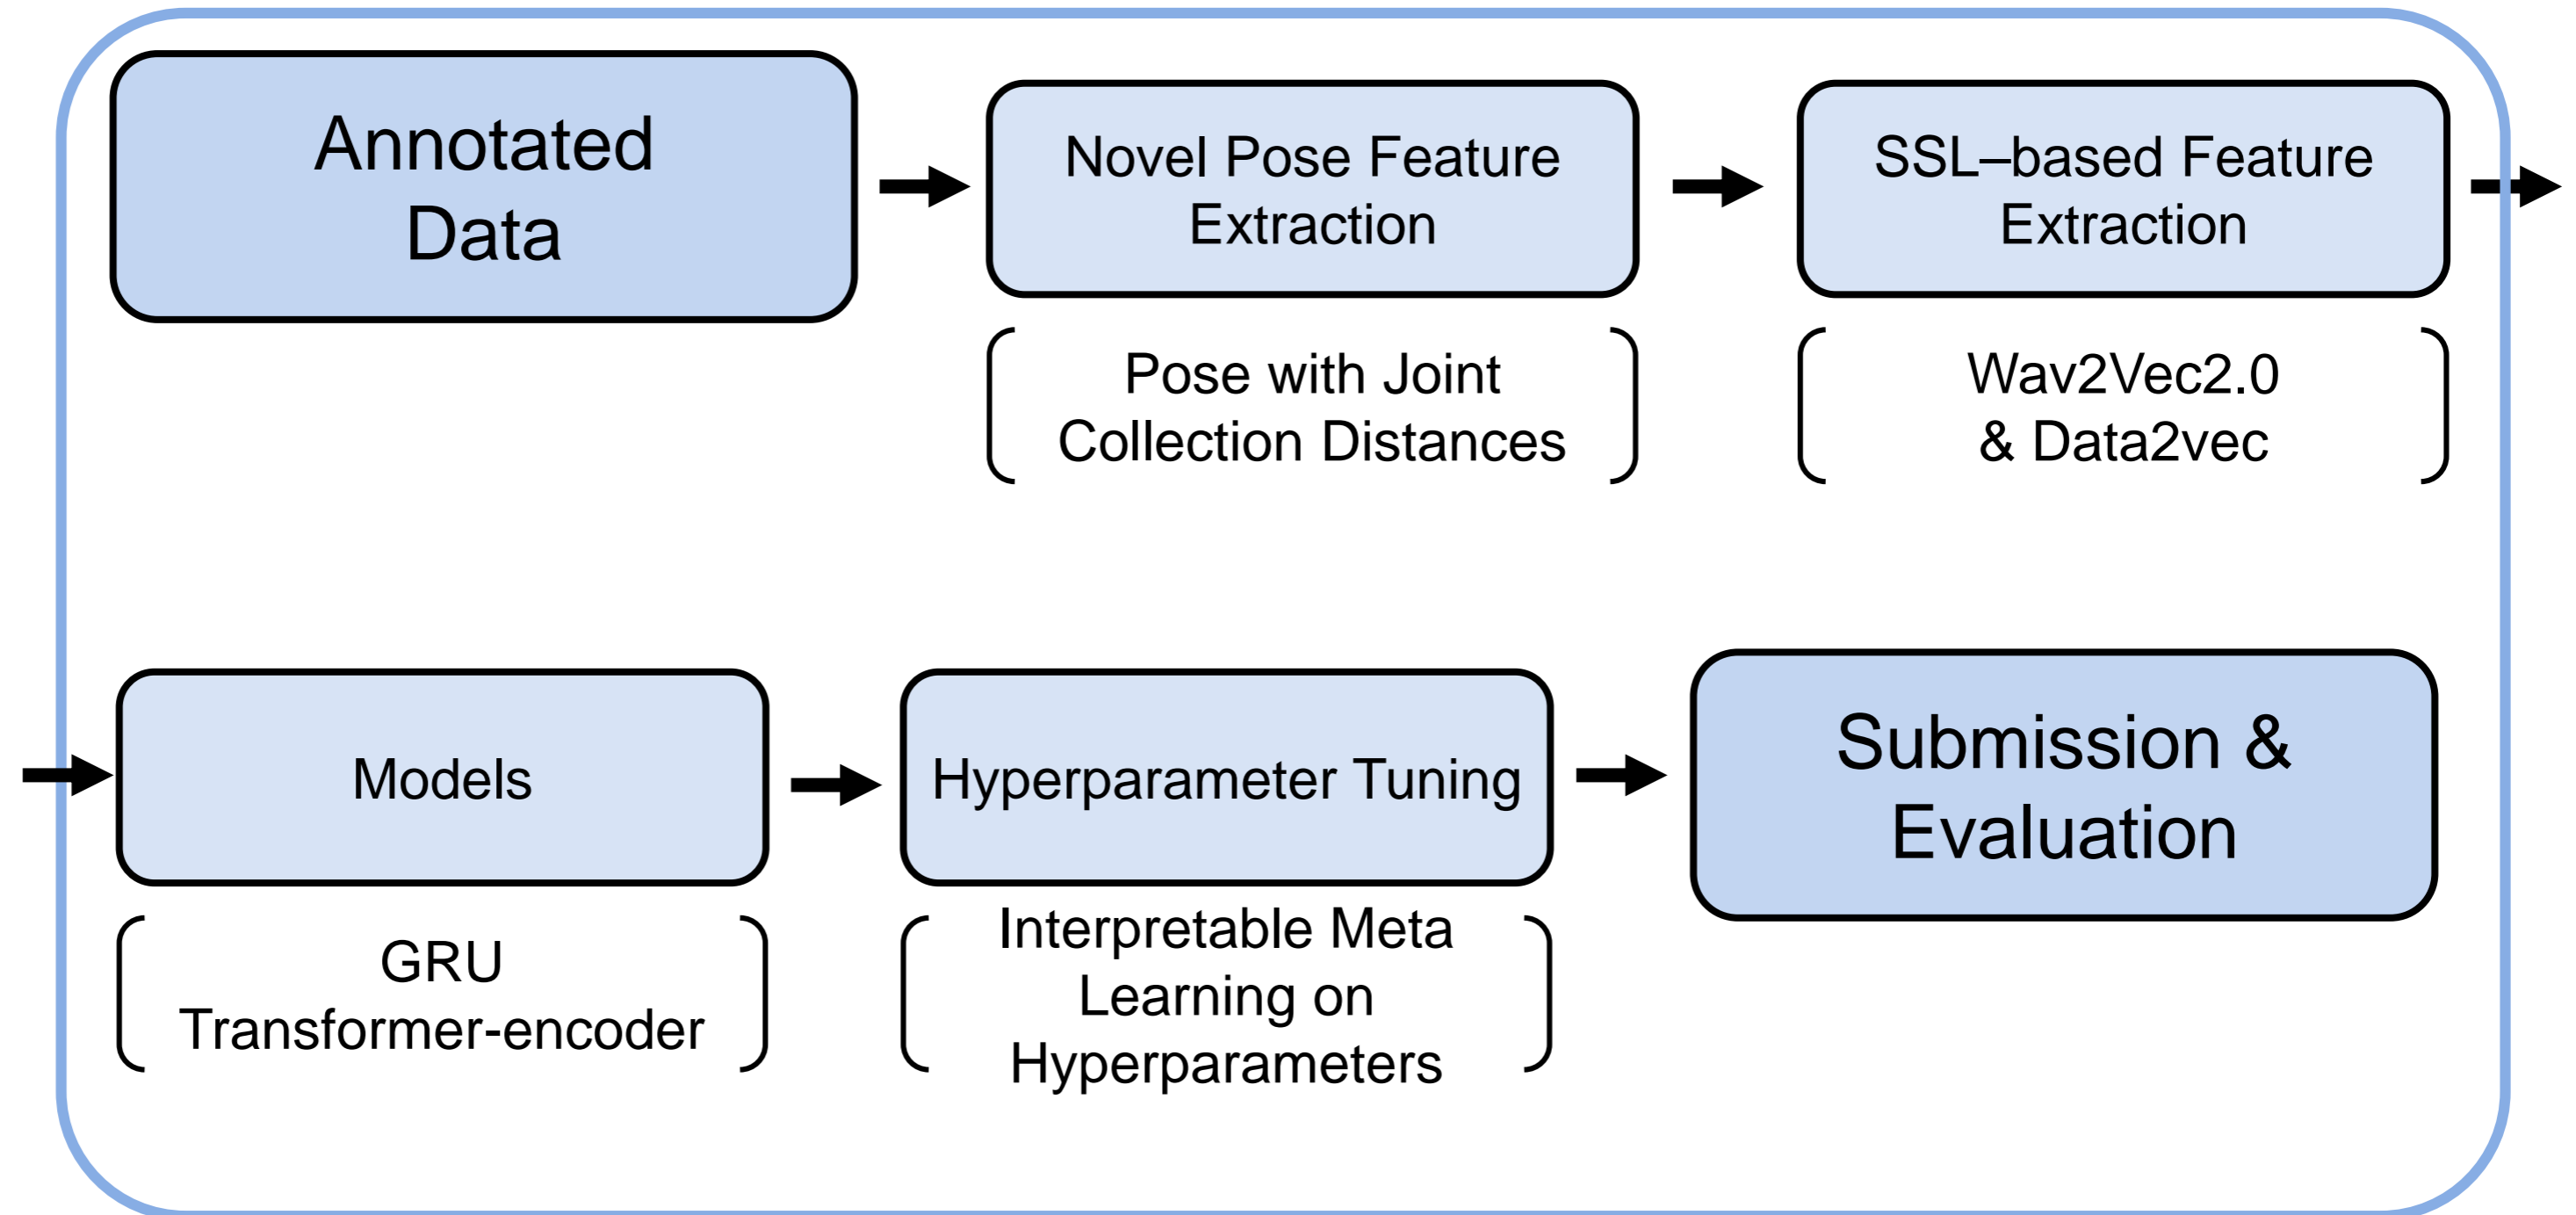 Annotated
Data
Novel Pose Feature
Extraction
Pose with Joint
Collection Distances
SSL–based Feature
Extraction
Wav2Vec2.0
& Data2vec
Models
GRU
Transformer-encoder
Hyperparameter Tuning
Interpretable Meta
Learning on
Hyperparameters
Submission &
Evaluation